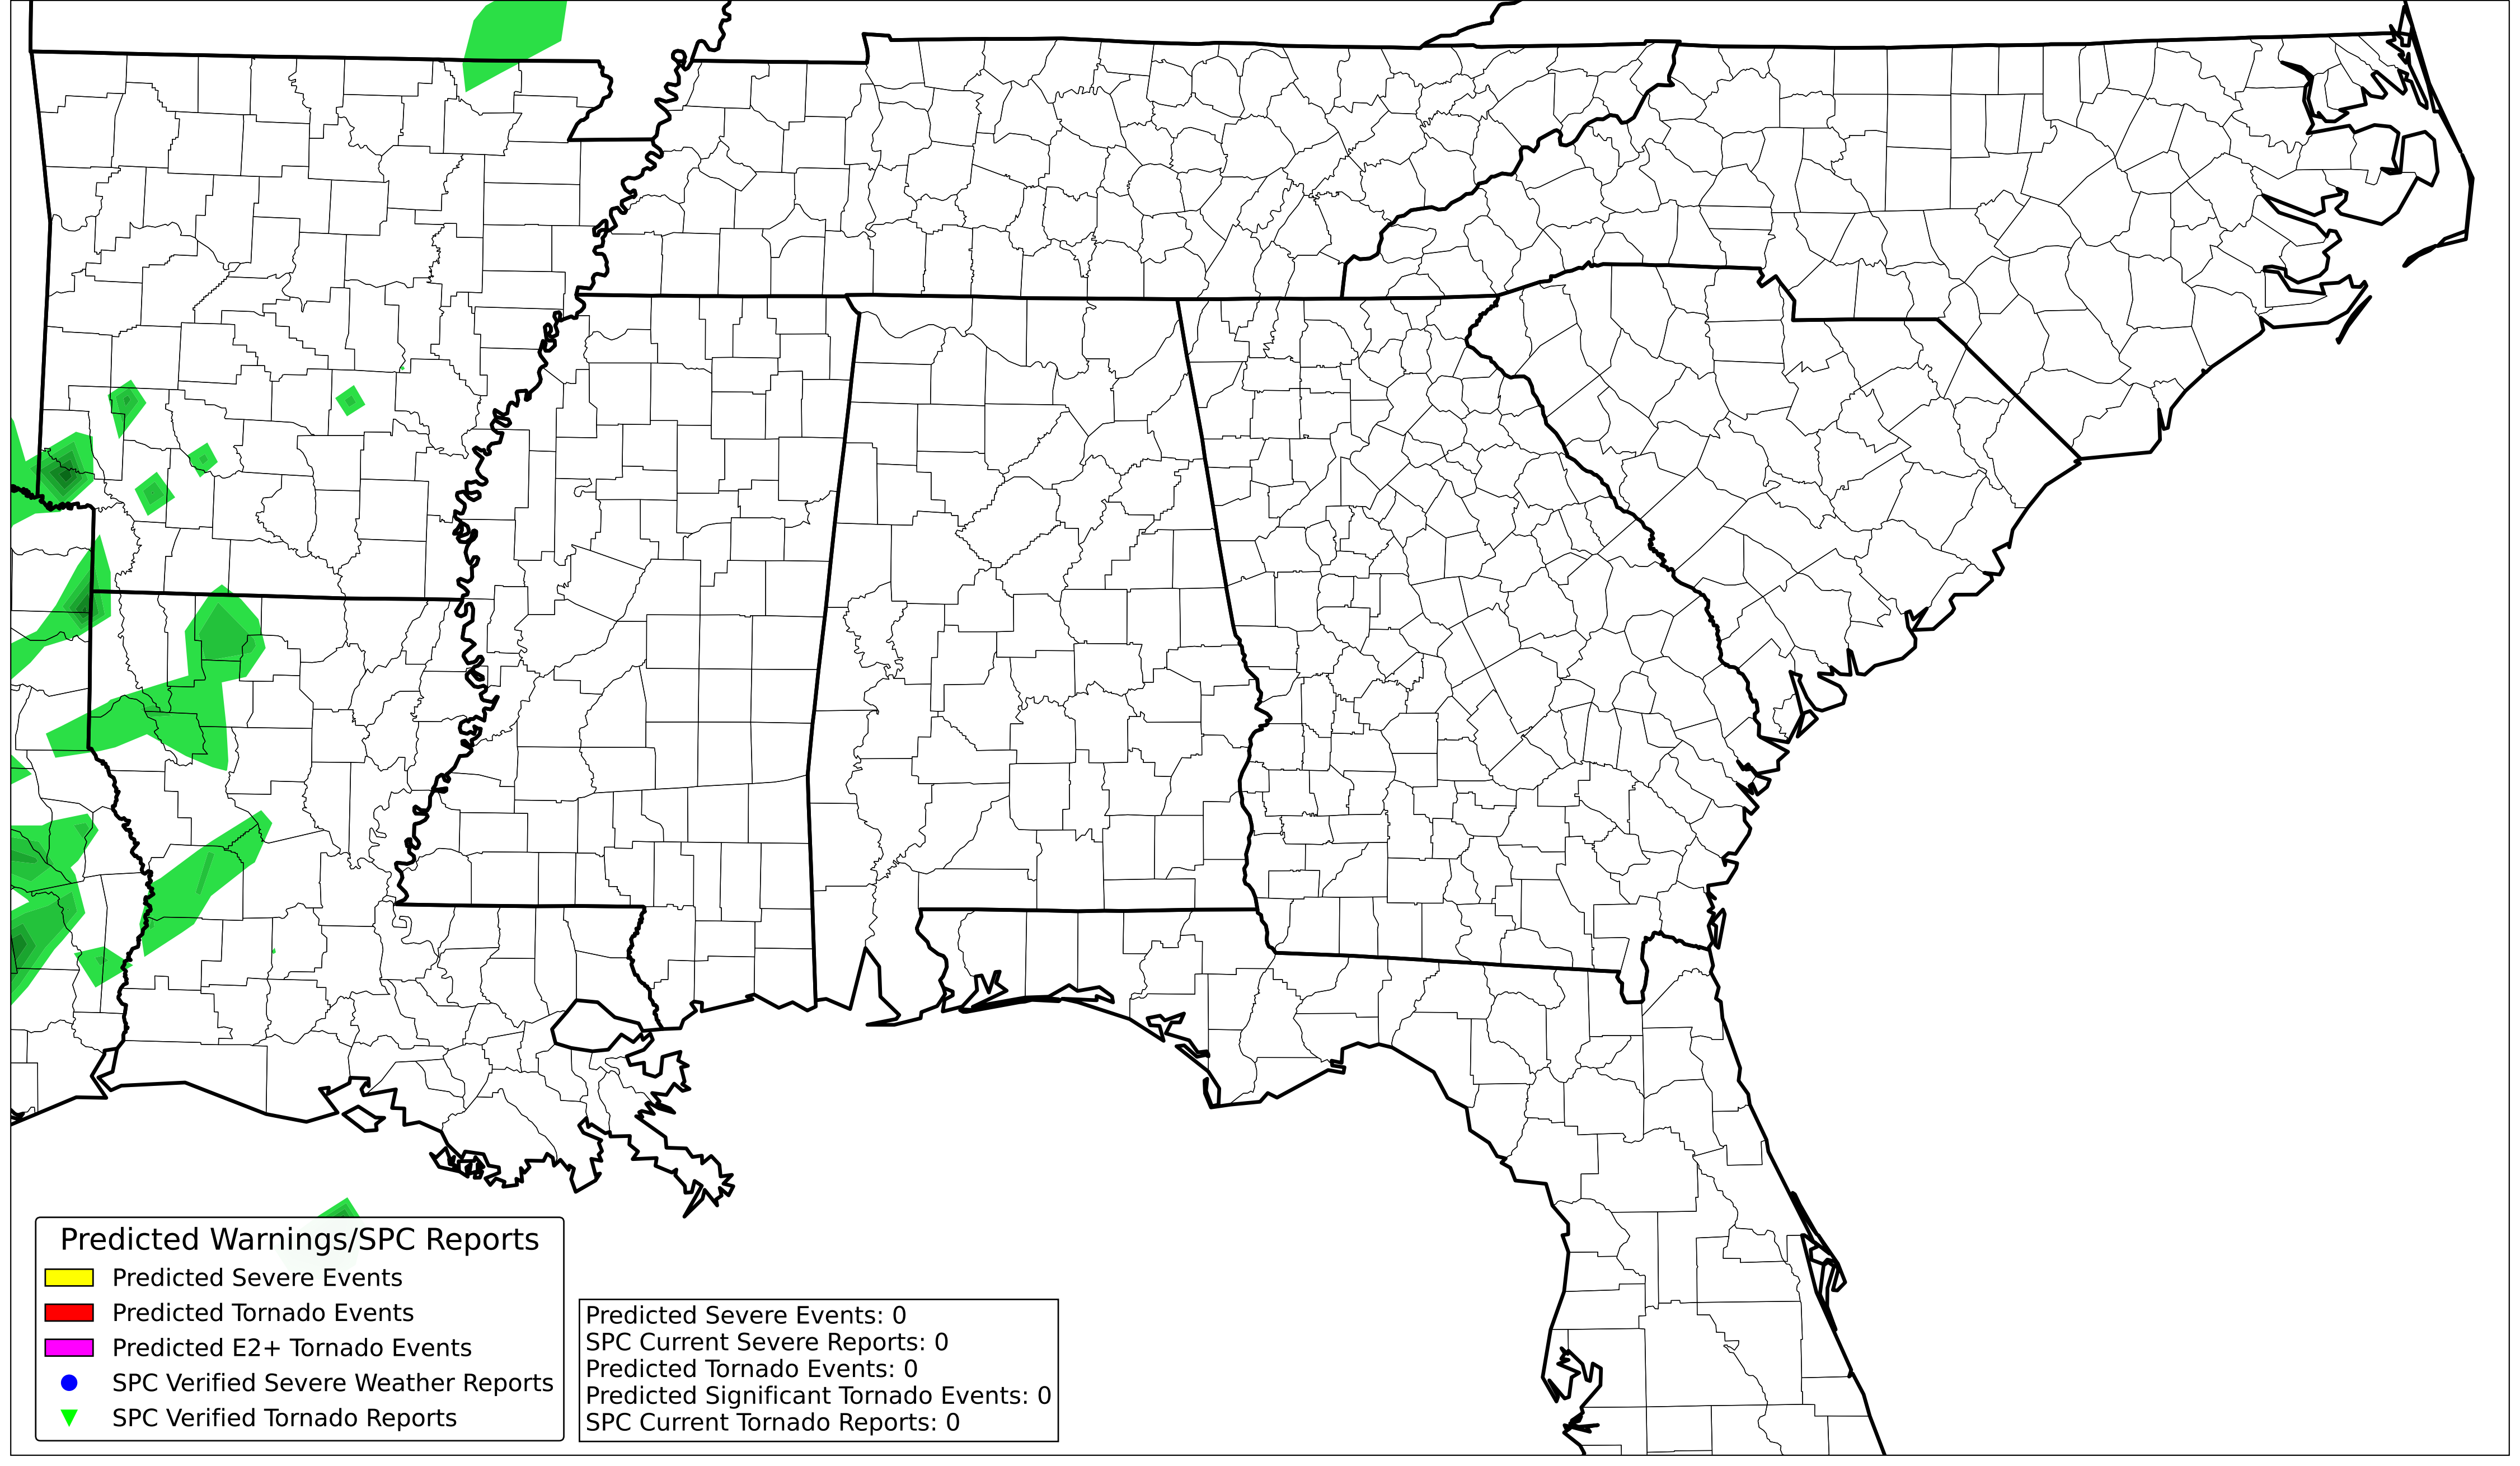 Predicted Warnings/SPC Reports
Predicted Severe Events
Predicted Tornado Events
Predicted E2+ Tornado Events
SPC Verified Severe Weather Reports
SPC Verified Tornado Reports
Predicted Severe Events: 0
SPC Current Severe Reports: 0
Predicted Tornado Events: 0
Predicted Significant Tornado Events: 0
SPC Current Tornado Reports: 0